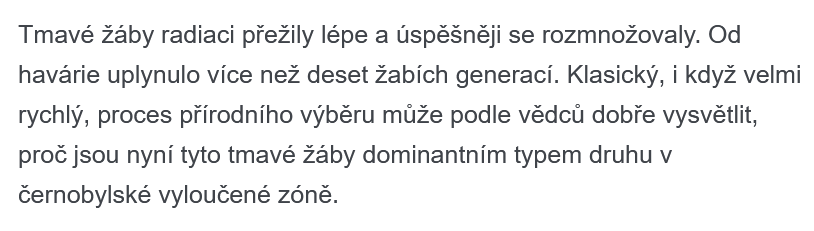 Tmavé žáby radiaci přežily lépe a úspěšněji se rozmnožovaly. Od
havárie uplynulo více než deset žabích generací. Klasický, i když velmi
rychlý, proces přírodního výběru může podle vědců dobře vysvětlit,
proč jsou nyní tyto tmavé žáby dominantním typem druhu v
černobylské vyloučené zóně.